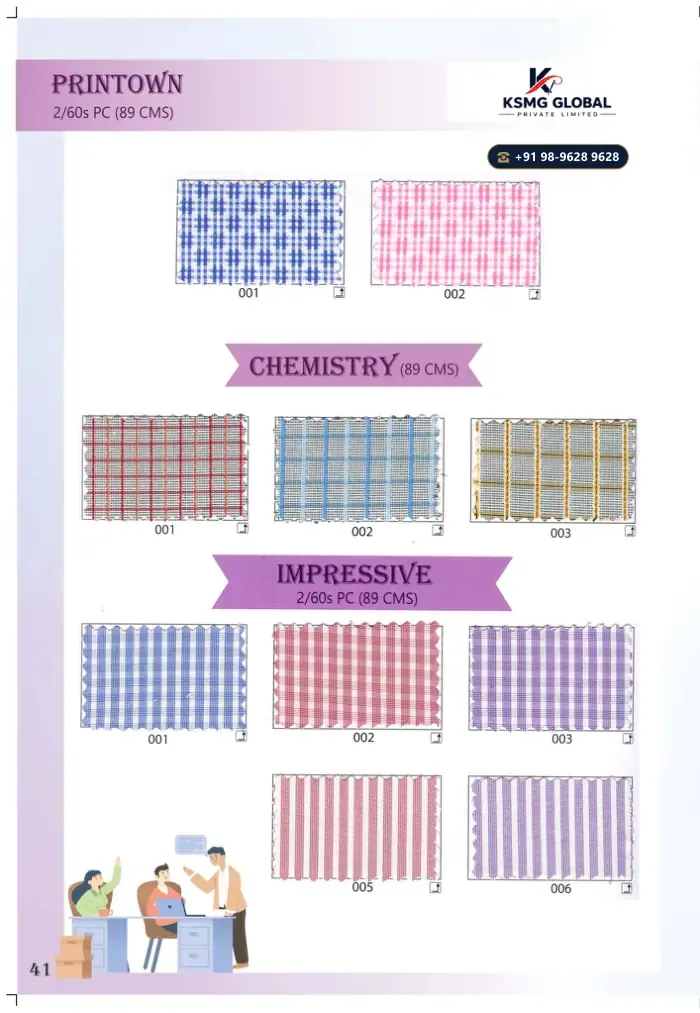 PRINTOWN
2/60s PC (89 CMS)
KSMG GLOBAL
PRIVATE LIMITED
+91 98-9628 9628
001
002
CHEMISTRY (89 CMS)
001
002
003
IMPRESSIVE
2/60s PC (89 CMS)
001
002
003
005
006
41